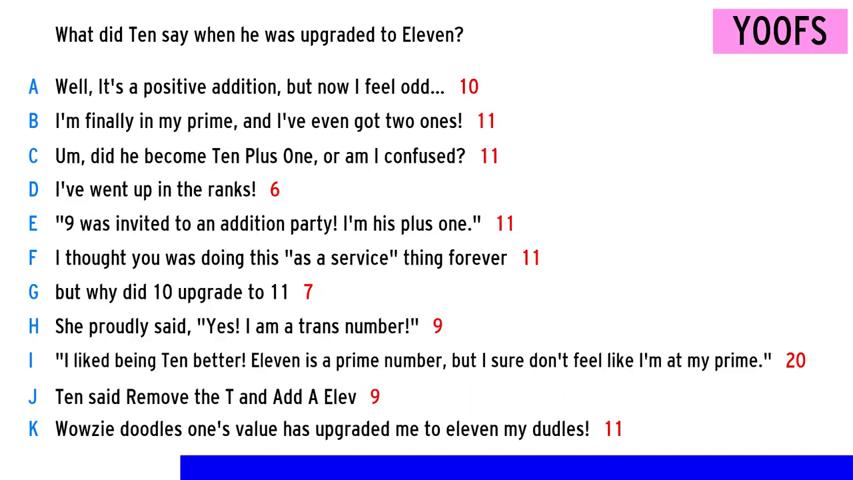 What did Ten say when he was upgraded to Eleven?
YOOFS
A Well, It's a positive addition, but now I feel odd... 10
B I'm finally in my prime, and I've even got two ones! 11
C Um, did he become Ten Plus One, or am I confused? 11
D I've went up in the ranks! 6
E "9 was invited to an addition party! I'm his plus one." 11
F I thought you was doing this "as a service" thing forever 11
G but why did 10 upgrade to 11 7
H She proudly said, "Yes! I am a trans number!" 9
I "I liked being Ten better! Eleven is a prime number, but I sure don't feel like I'm at my prime." 20
J Ten said Remove the T and Add A Elev 9
K Wowzie doodles one's value has upgraded me to eleven my dudles! 11